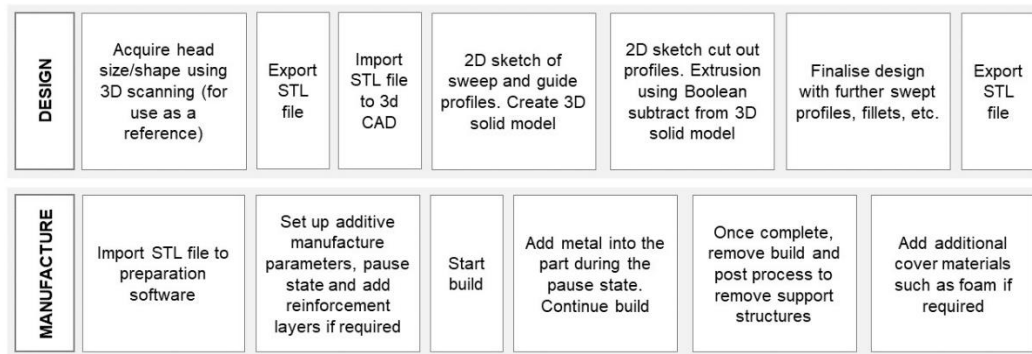 DESIGN
Acquire head
size/shape using
3D scanning (for
use as a
reference)
Export
STL
file
Import
STL file
to 3d
CAD
2D sketch of
sweep and guide
profiles. Create 3D
solid model
2D sketch cut out
profiles. Extrusion
using Boolean
subtract from 3D
solid model
Finalise design
with further swept
profiles, fillets, etc.
Export
STL
file
MANUFACTURE
Import STL file to
preparation
software
Set up additive
manufacture
parameters, pause
state and add
reinforcement
layers if required
Start
build
Add metal into the
part during the
pause state.
Continue build
Once complete,
remove build and
post process to
remove support
structures
Add additional
cover materials
such as foam if
required